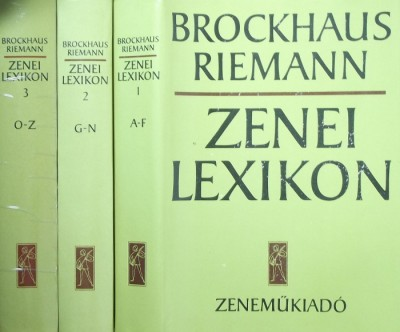 BROCKHAUS
RIEMANN
ZENEI
LEXIKON
3
O-Z
BROCKHAUS
RIEMANN
ZENEI
LEXIKON
2
G-N
BROCKHAUS
RIEMANN
ZENEI
LEXIKON
1
A-F
BROCKHAUS
RIEMANN
ZENEI
LEXIKON
ZENEMŰKIADÓ